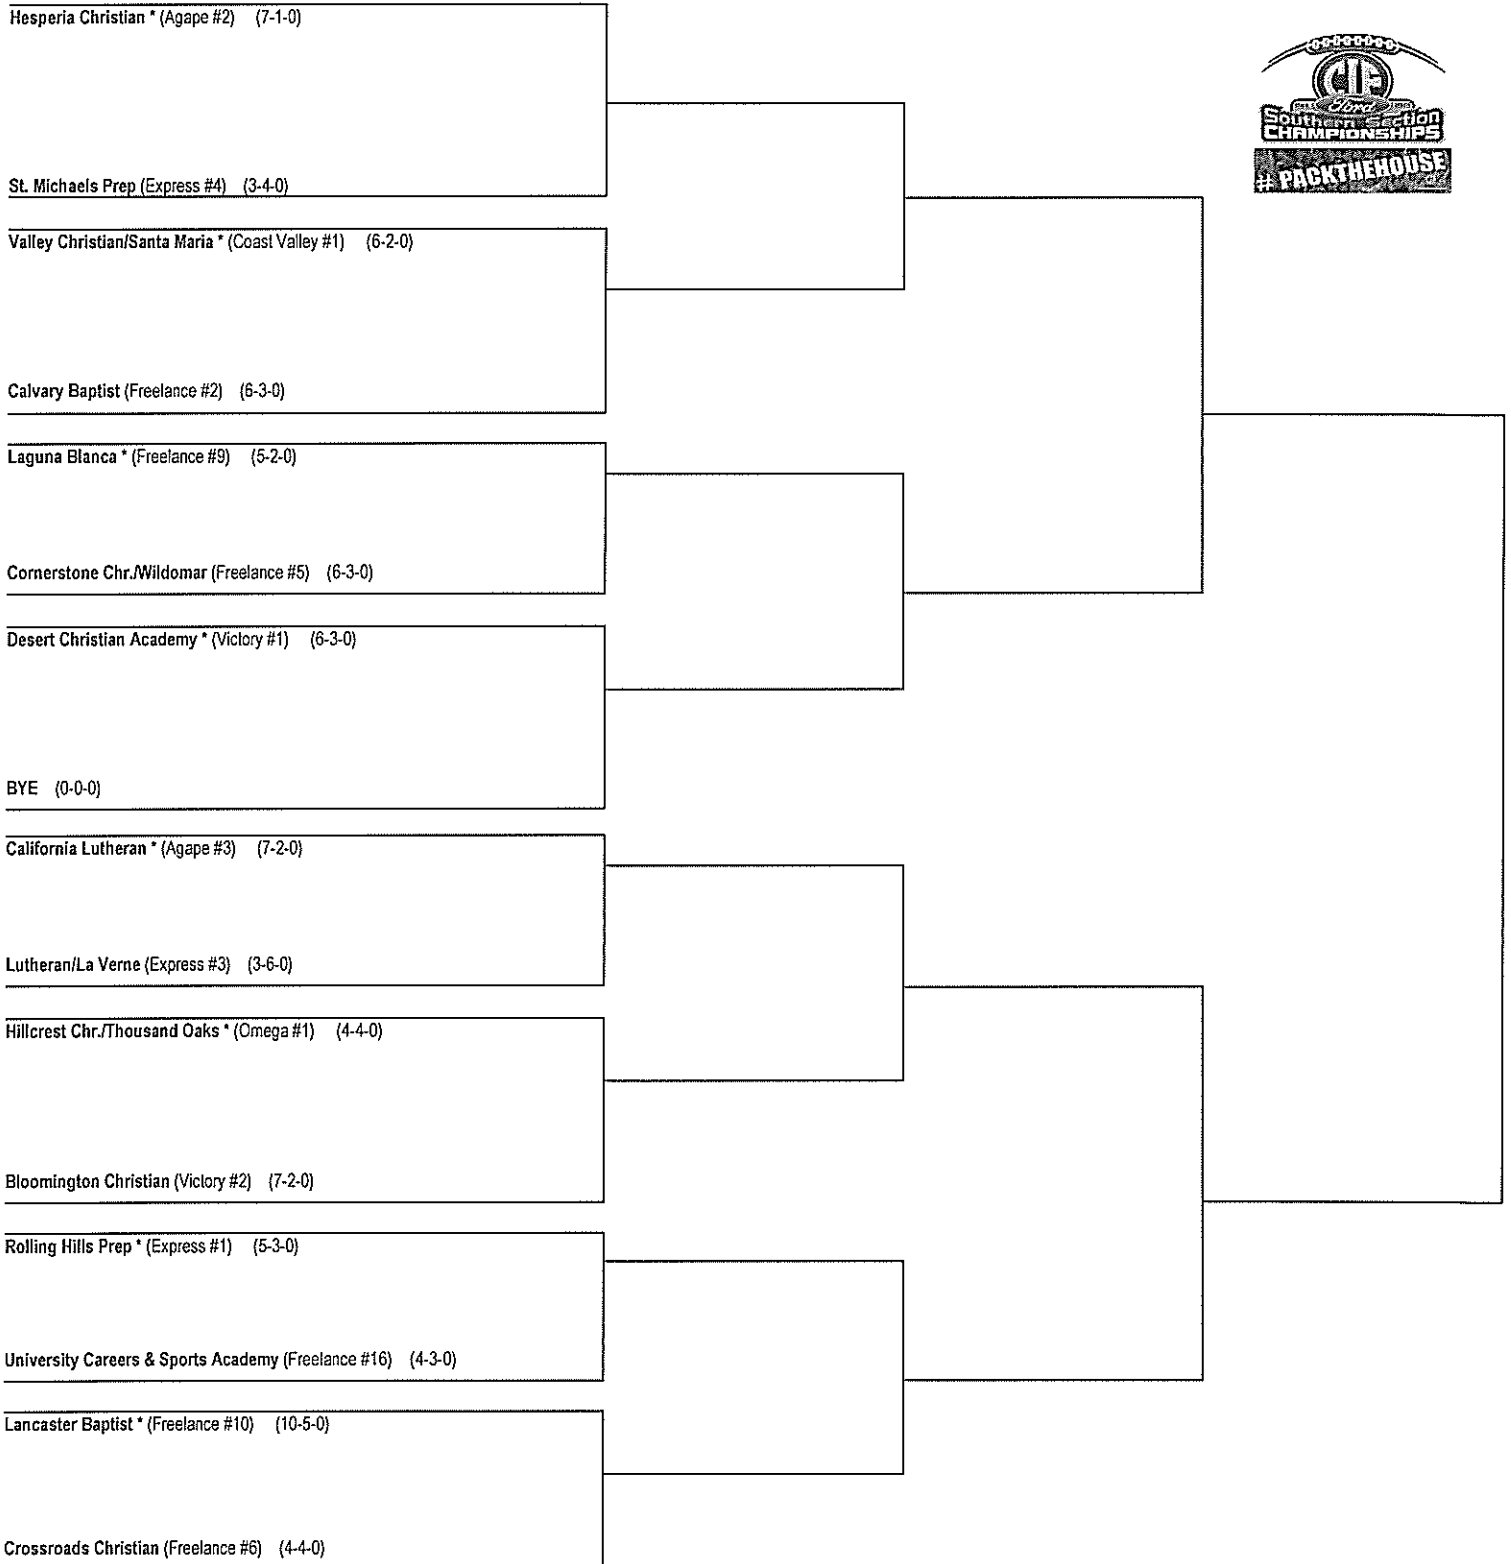 Hesperia Christian * (Agape #2) (7-1-0)
CIF
Ford
Southern Section
CHAMPIONSHIPS
# PACKTHEHOUSE
St. Michaels Prep (Express #4) (3-4-0)
Valley Christian/Santa Maria * (Coast Valley #1) (6-2-0)
Calvary Baptist (Freelance #2) (6-3-0)
Laguna Blanca * (Freelance #9) (5-2-0)
Cornerstone Chr./Wildomar (Freelance #5) (6-3-0)
Desert Christian Academy * (Victory #1) (6-3-0)
BYE (0-0-0)
California Lutheran * (Agape #3) (7-2-0)
Lutheran/La Verne (Express #3) (3-6-0)
Hillcrest Chr./Thousand Oaks * (Omega #1) (4-4-0)
Bloomington Christian (Victory #2) (7-2-0)
Rolling Hills Prep * (Express #1) (5-3-0)
University Careers & Sports Academy (Freelance #16) (4-3-0)
Lancaster Baptist * (Freelance #10) (10-5-0)
Crossroads Christian (Freelance #6) (4-4-0)